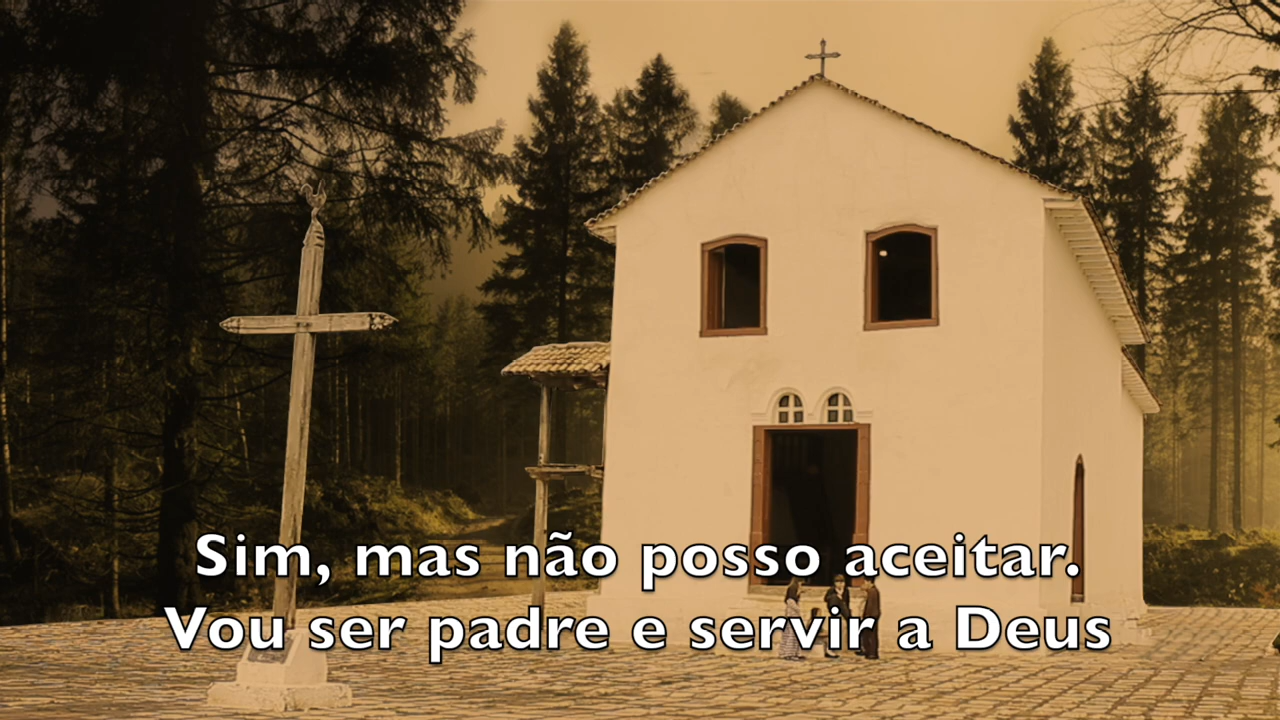 Sim, mas não posso aceitar.
Vou ser padre e servir a Deus